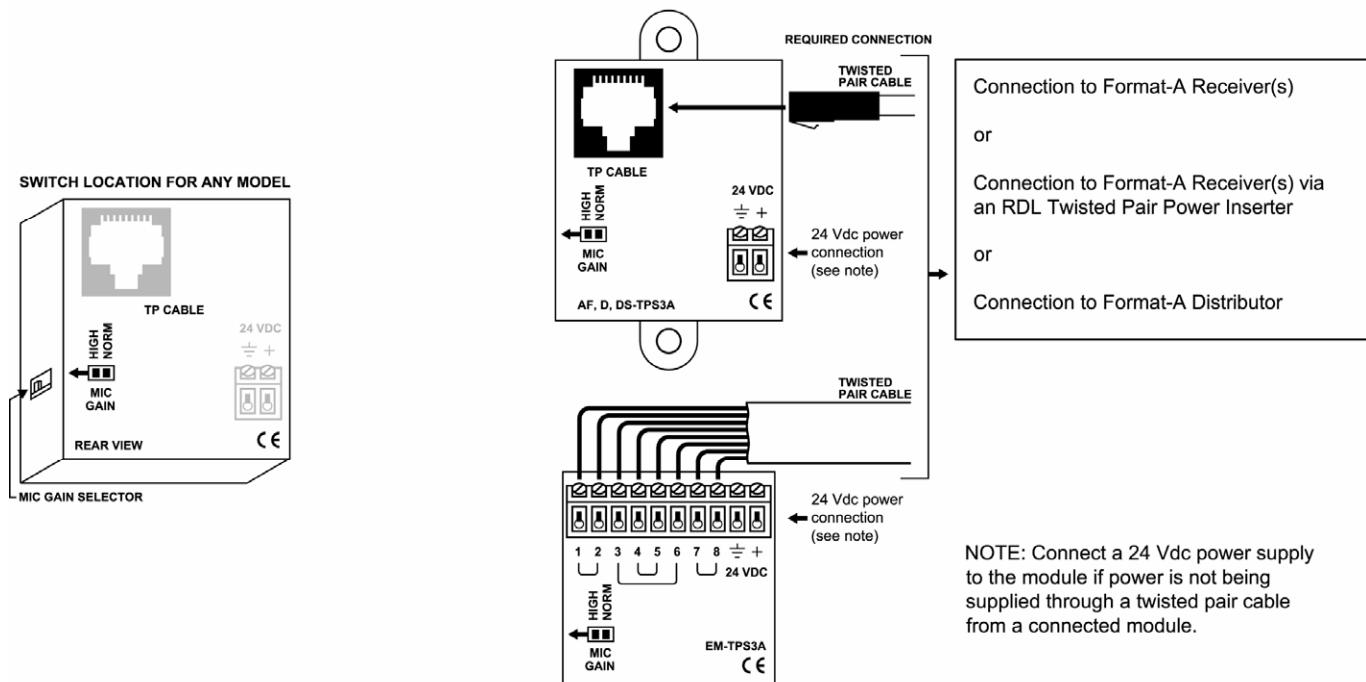 SWITCH LOCATION FOR ANY MODEL
TP CABLE
24 VDC
+
HIGH
NORM
MIC
GAIN
REAR VIEW
CE
MIC GAIN SELECTOR
REQUIRED CONNECTION
TWISTED
PAIR CABLE
TP CABLE
24 VDC
+
HIGH
NORM
MIC
GAIN
24 Vdc power
connection
(see note)
AF, D, DS-TPS3A
CE
TWISTED
PAIR CABLE
24 Vdc power
connection
(see note)
1 2 3 4 5 6 7 8 +
24 VDC
HIGH
NORM
MIC
GAIN
EM-TPS3A
CE
Connection to Format-A Receiver(s)
or
Connection to Format-A Receiver(s) via
an RDL Twisted Pair Power Inserter
or
Connection to Format-A Distributor
NOTE: Connect a 24 Vdc power supply
to the module if power is not being
supplied through a twisted pair cable
from a connected module.